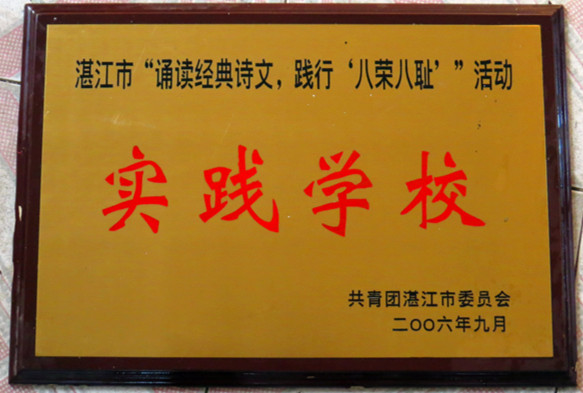 湛江市“诵读经典诗文，践行‘八荣八耻’”活动
实践学校
共青团湛江市委员会
二OO六年九月